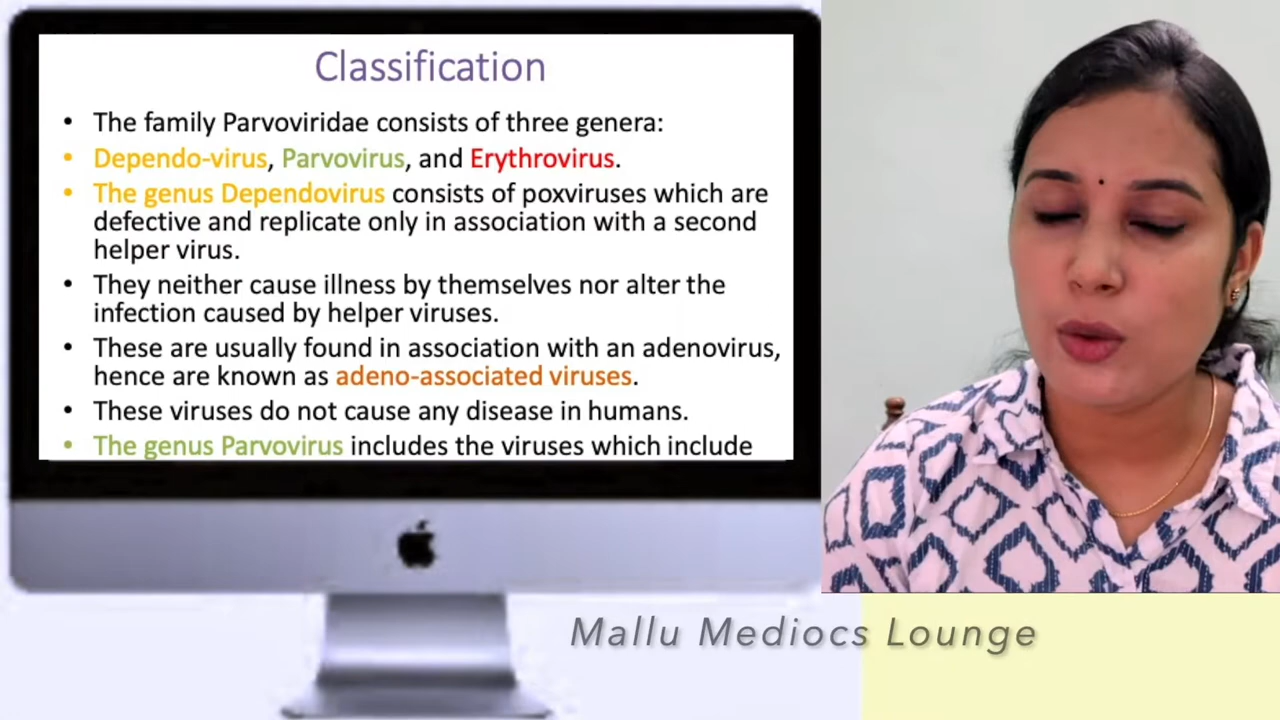 Classification
• The family Parvoviridae consists of three genera:
• Dependo-virus, Parvovirus, and Erythrovirus.
• The genus Dependovirus consists of poxviruses which are
defective and replicate only in association with a second
helper virus.
• They neither cause illness by themselves nor alter the
infection caused by helper viruses.
• These are usually found in association with an adenovirus,
hence are known as adeno-associated viruses.
• These viruses do not cause any disease in humans.
• The genus Parvovirus includes the viruses which include
Mallu Mediocs Lounge